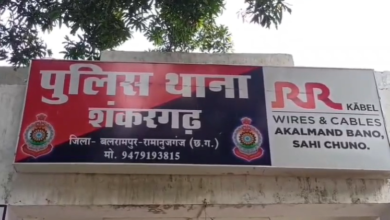 पुलिस थाना
शंकरगढ़
जिला- बलरामपुर-रामानुजगंज (छ.ग.)
मो. 9479193815
RR
KABEL
WIRES & CABLES
AKALMAND BANO,
SAHI CHUNO.